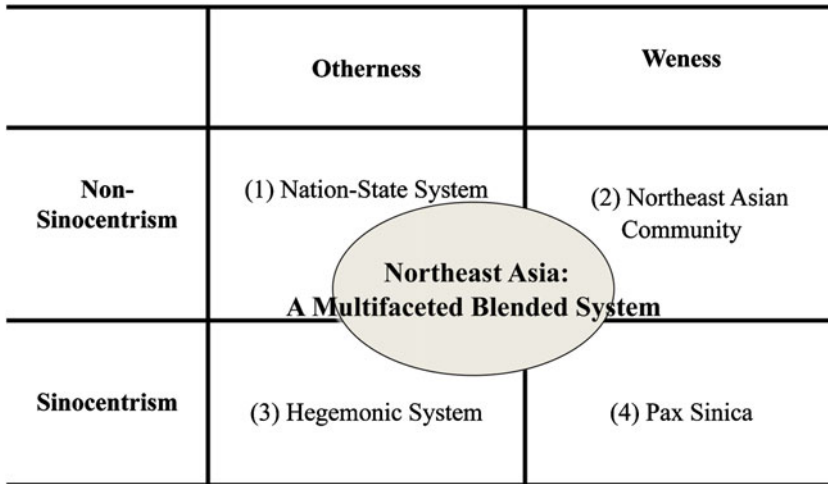 Otherness
Weness
Non-
Sinocentrism
(1) Nation-State System
(2) Northeast Asian
Community
Northeast Asia:
A Multifaceted Blended System
Sinocentrism
(3) Hegemonic System
(4) Pax Sinica